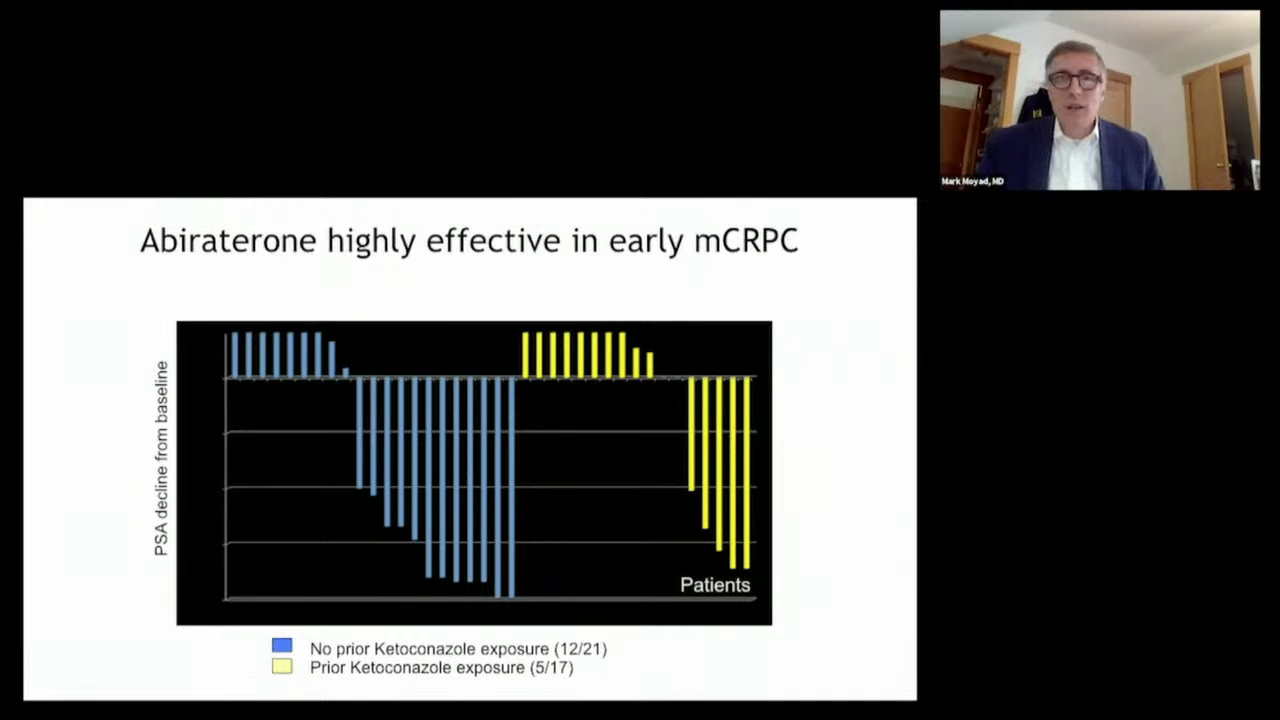 Mark Moyad, MD
Abiraterone highly effective in early mCRPC
PSA decline from baseline
Patients
No prior Ketoconazole exposure (12/21)
Prior Ketoconazole exposure (5/17)